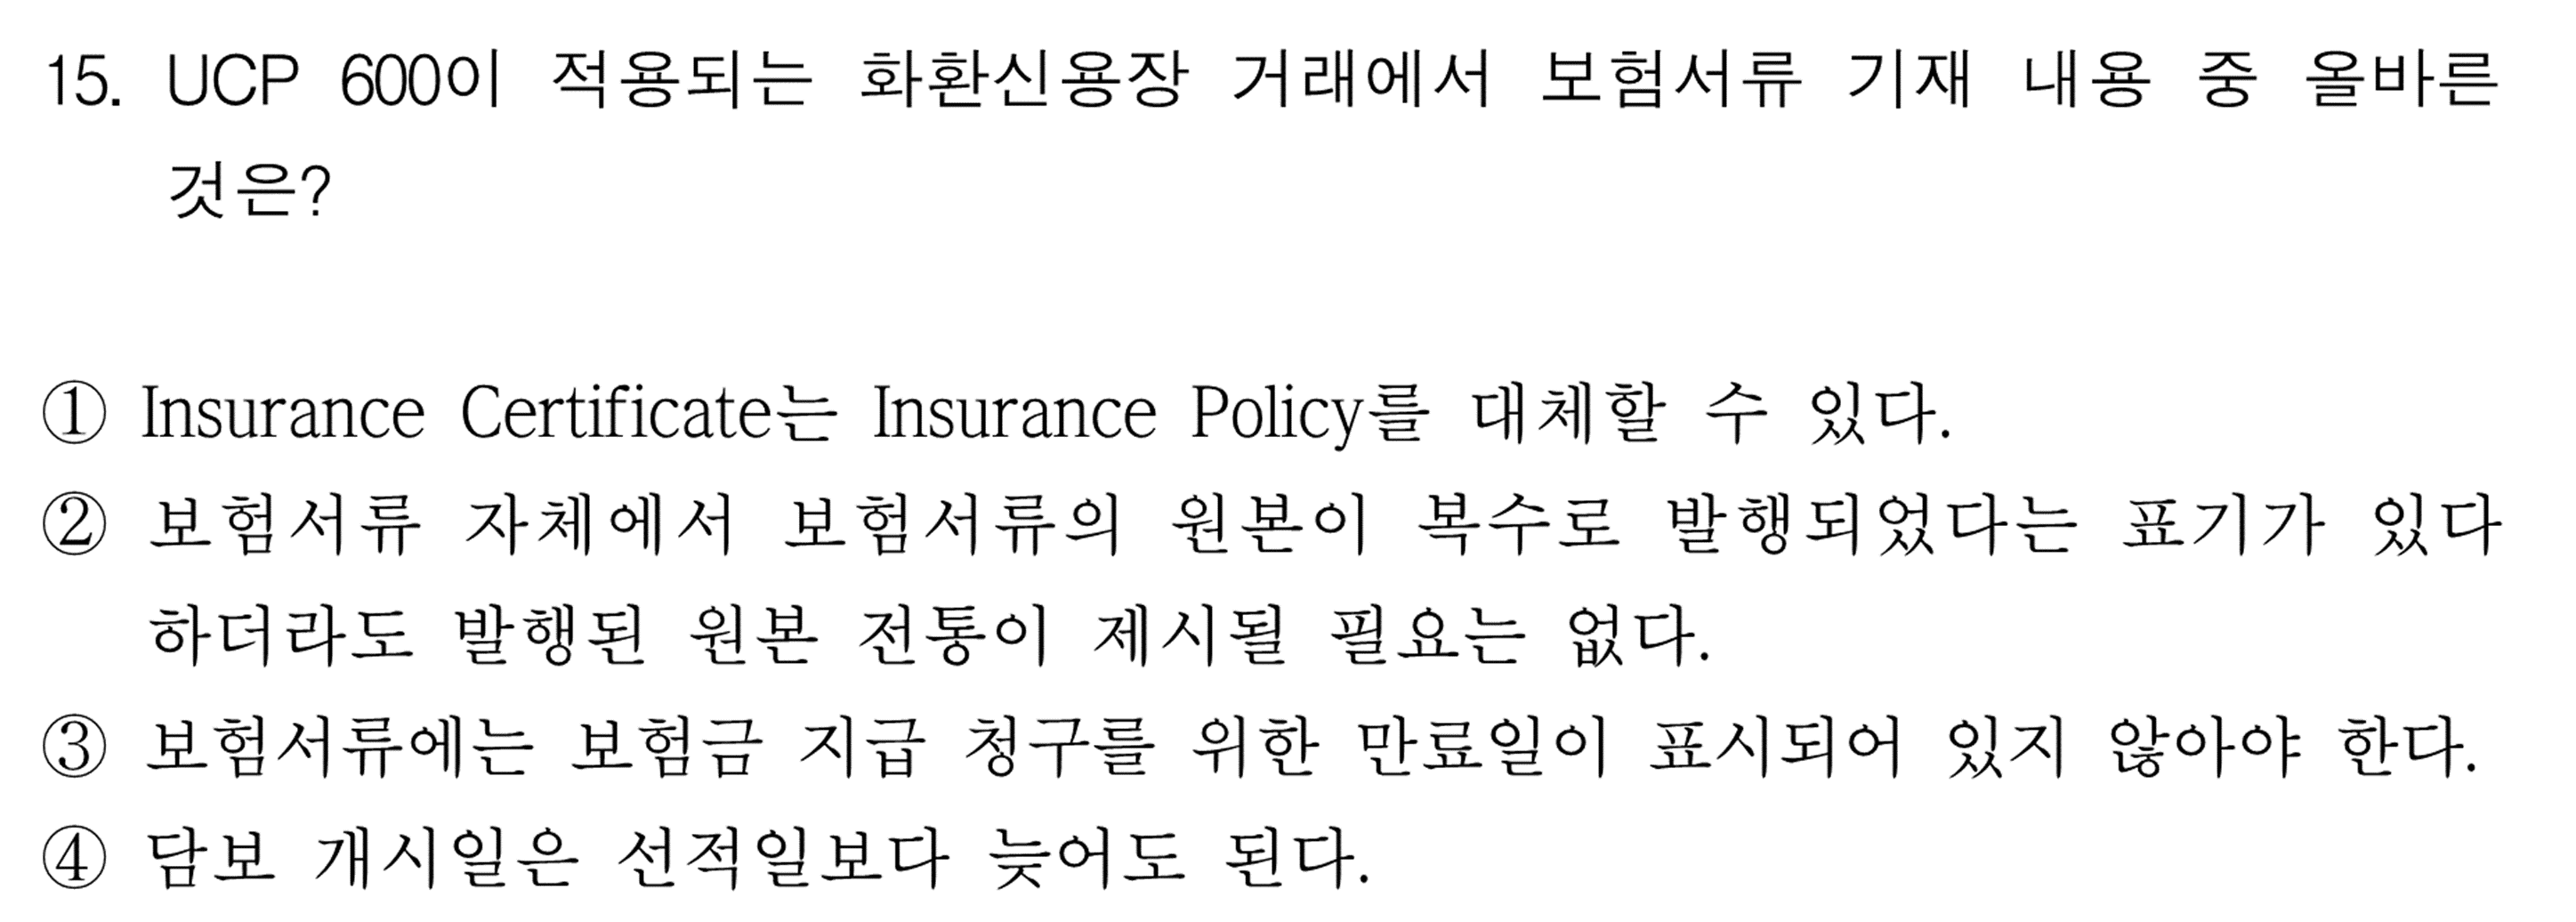 15. UCP 600이 적용되는 화환신용장 거래에서 보험서류 기재 내용 중 올바른
것은?
① Insurance Certificate는 Insurance Policy를 대체할 수 있다.
② 보험서류 자체에서 보험서류의 원본이 복수로 발행되었다는 표기가 있다
하더라도 발행된 원본 전통이 제시될 필요는 없다.
③ 보험서류에는 보험금 지급 청구를 위한 만료일이 표시되어 있지 않아야 한다.
④ 담보 개시일은 선적일보다 늦어도 된다.